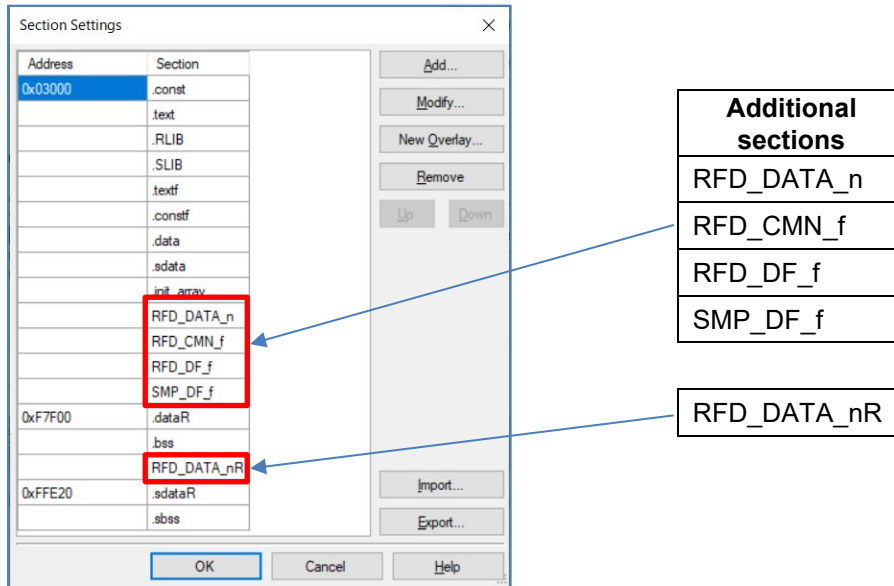 Section Settings
Address Section
0x03000 .const
.text
.RLIB
.SLIB
.textf
.constf
.data
.sdata
.init_array
RFD_DATA_n
RFD_CMN_f
RFD_DF_f
SMP_DF_f
0xF7F00 .dataR
.bss
RFD_DATA_nR
0xFFE20 .sdataR
.sbss
Add...
Modify...
New Overlay...
Remove
Up Down
Import...
Export...
OK Cancel Help
Additional
sections
RFD_DATA_n
RFD_CMN_f
RFD_DF_f
SMP_DF_f
RFD_DATA_nR